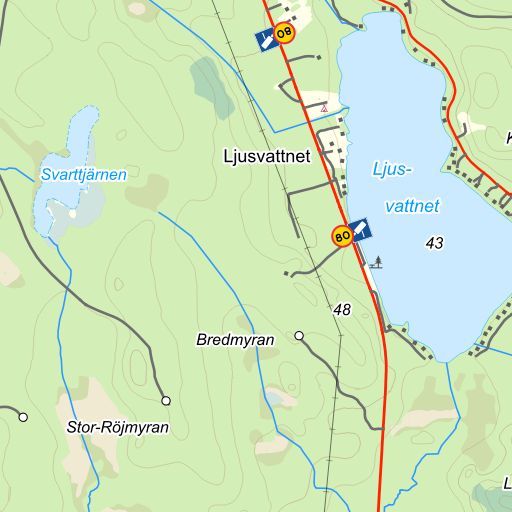 80
Ljusvattnet
K
Svarttjärnen
Ljus-
vattnet
80
43
48
Bredmyran
Stor-Röjmyran
L